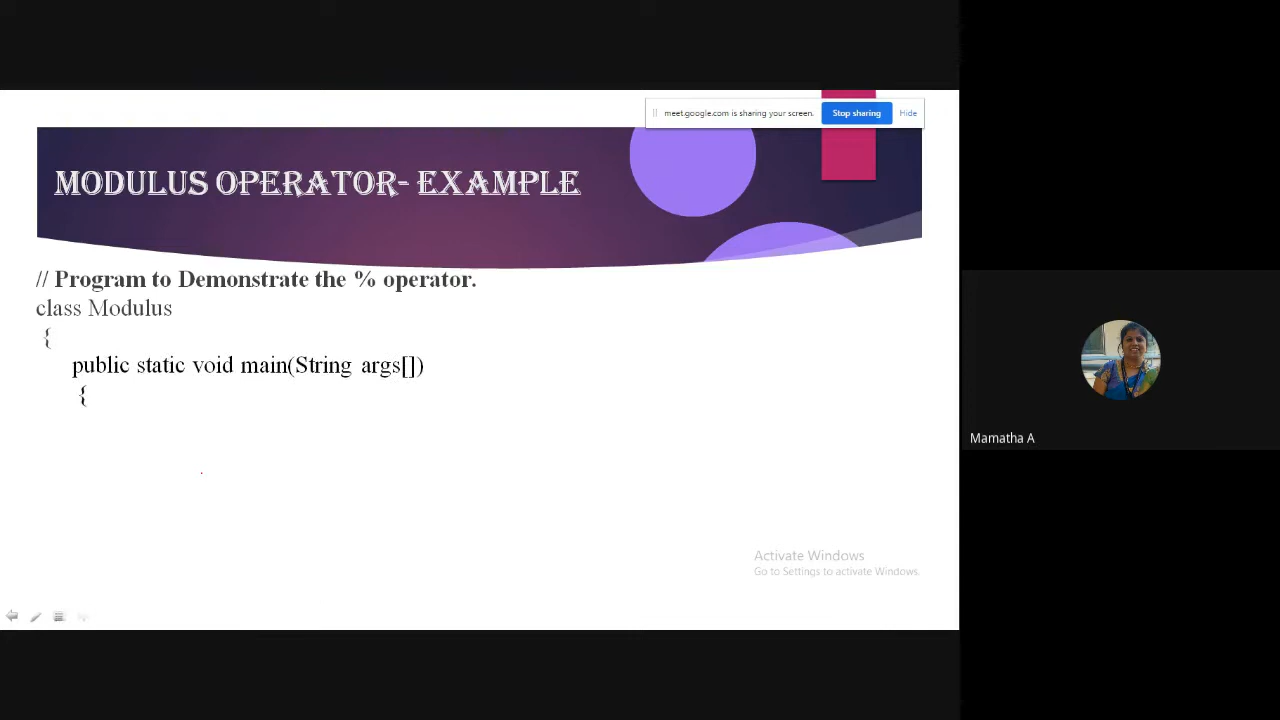 meet.google.com is sharing your screen.
Stop sharing
Hide
MODULUS OPERATOR- EXAMPLE
// Program to Demonstrate the % operator.
class Modulus
{
public static void main(String args[])
{
Mamatha A
Activate Windows
Go to Settings to activate Windows.